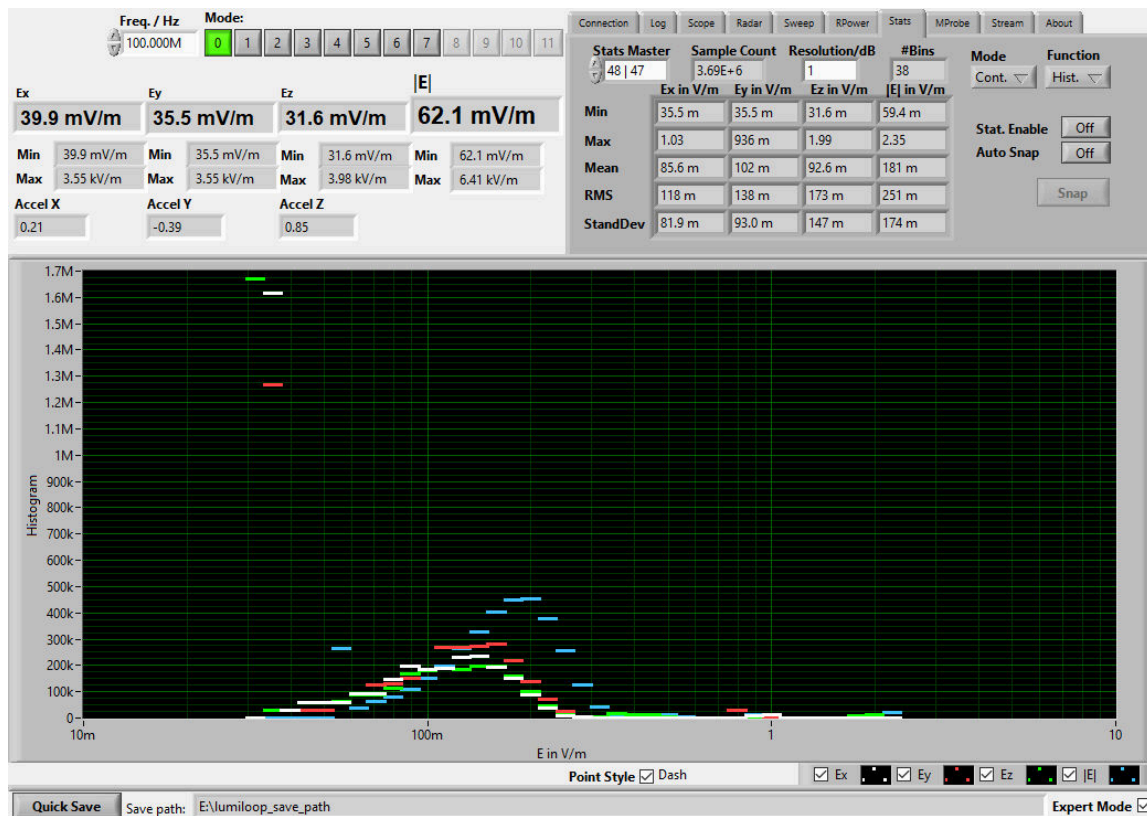 Freq. / Hz Mode:
100.000M 0 1 2 3 4 5 6 7 8 9 10 11
Ex Ey Ez |E|
39.9 mV/m 35.5 mV/m 31.6 mV/m 62.1 mV/m
Min 39.9 mV/m Min 35.5 mV/m Min 31.6 mV/m Min 62.1 mV/m
Max 3.55 kV/m Max 3.55 kV/m Max 3.98 kV/m Max 6.41 kV/m
Accel X Accel Y Accel Z
0.21 -0.39 0.85
Connection Log Scope Radar Sweep RPower Stats MProbe Stream About
Stats Master Sample Count Resolution/dB #Bins Mode Function
48 | 47 3.69E+6 1 38 Cont. Hist.
Ex in V/m Ey in V/m Ez in V/m |E| in V/m
Min 35.5 m 35.5 m 31.6 m 59.4 m
Max 1.03 936 m 1.99 2.35
Mean 85.6 m 102 m 92.6 m 181 m
RMS 118 m 138 m 173 m 251 m
StandDev 81.9 m 93.0 m 147 m 174 m
Stat. Enable Off
Auto Snap Off
Snap
1.7M
1.6M
1.5M
1.4M
1.3M
1.2M
1.1M
1M
900k
800k
700k
600k
500k
400k
300k
200k
100k
0
Histogram
10m 100m 1 10
E in V/m
Point Style Dash Ex Ey Ez |E|
Quick Save Save path: E:\lumiloop_save_path Expert Mode